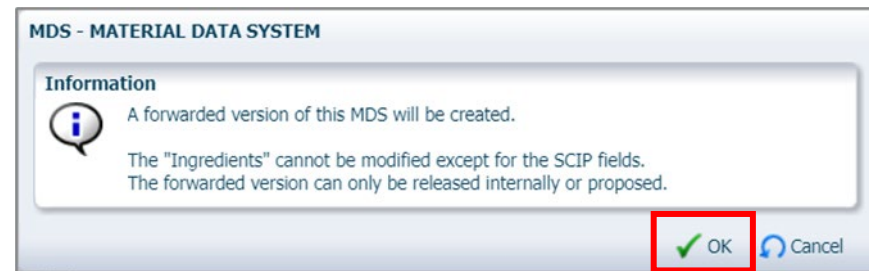 MDS - MATERIAL DATA SYSTEM
Information
A forwarded version of this MDS will be created.
The "Ingredients" cannot be modified except for the SCIP fields.
The forwarded version can only be released internally or proposed.
OK Cancel